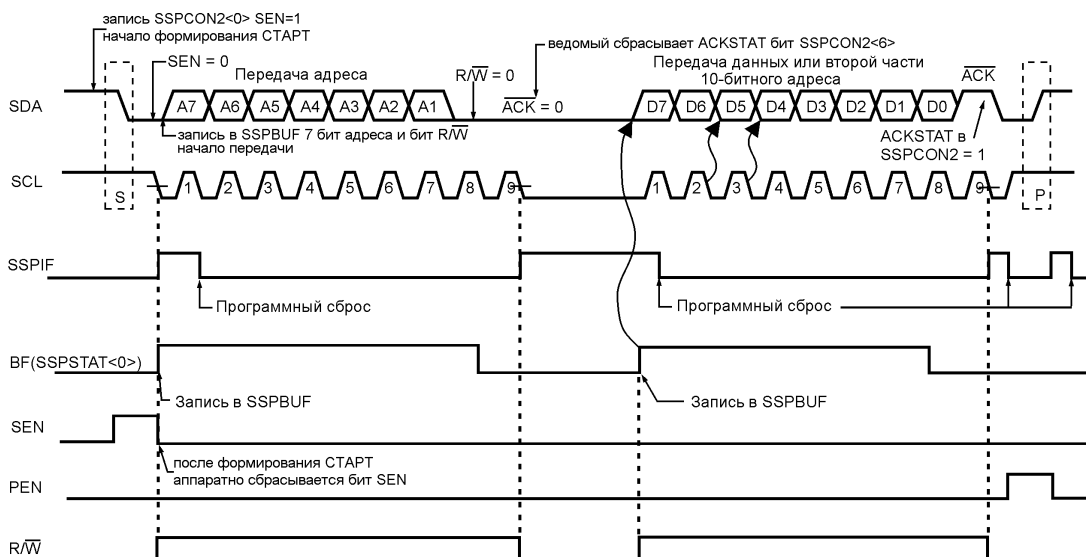 запись SSPCON2<0> SEN=1
начало формирования СТАРТ
ведомый сбрасывает ACKSTAT бит SSPCON2<6>
SEN = 0
Передача адреса
R/W̅ = 0
Передача данных или второй части
10-битного адреса
A̅C̅K̅
SDA
A7 A6 A5 A4 A3 A2 A1
A̅C̅K̅ = 0
D7 D6 D5 D4 D3 D2 D1 D0
запись в SSPBUF 7 бит адреса и бит R/W̅
начало передачи
ACKSTAT в
SSPCON2 = 1
SCL
S
1 2 3 4 5 6 7 8 9
1 2 3 4 5 6 7 8 9
P
SSPIF
Программный сброс
Программный сброс
BF(SSPSTAT<0>)
Запись в SSPBUF
Запись в SSPBUF
SEN
после формирования СТАРТ
аппаратно сбрасывается бит SEN
PEN
R/W̅